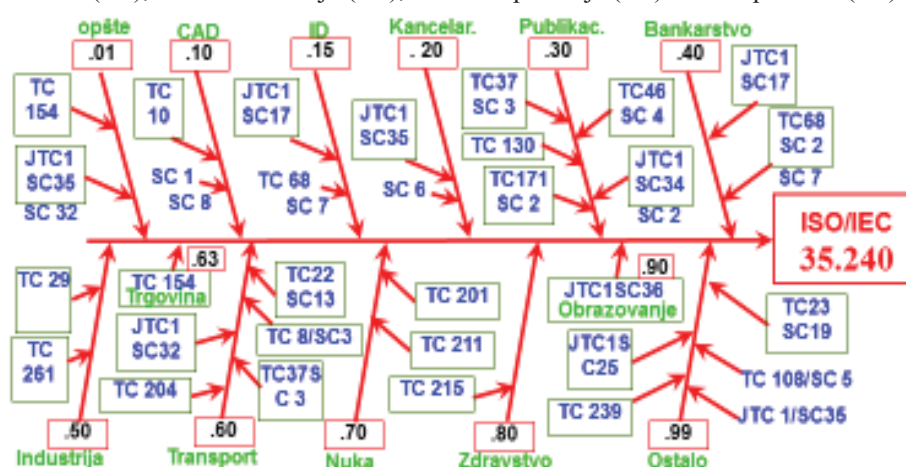 opšte
CAD
ID
Kancelar.
Publikac.
Bankarstvo
.01
.10
.15
. 20
.30
.40
TC
154
JTC1
SC35
SC 32
TC
10
SC 1
SC 8
JTC1
SC17
TC 68
SC 7
JTC1
SC35
SC 6
TC37
SC 3
TC 130
TC171
SC 2
TC46
SC 4
JTC1
SC34
SC 2
JTC1
SC17
TC68
SC 2
SC 7
ISO/IEC
35.240
TC 29
TC
261
.50
Industrija
.63
TC 154
Trgovina
JTC1
SC32
TC 204
TC22
SC13
TC 8/SC3
TC37S
C 3
.60
Transport
TC 201
TC 211
.70
Nuka
TC 215
.80
Zdravstvo
.90
JTC1SC36
Obrazovanje
JTC1S
C25
TC 239
TC23
SC19
TC 108/SC 5
JTC 1/SC35
.99
Ostalo